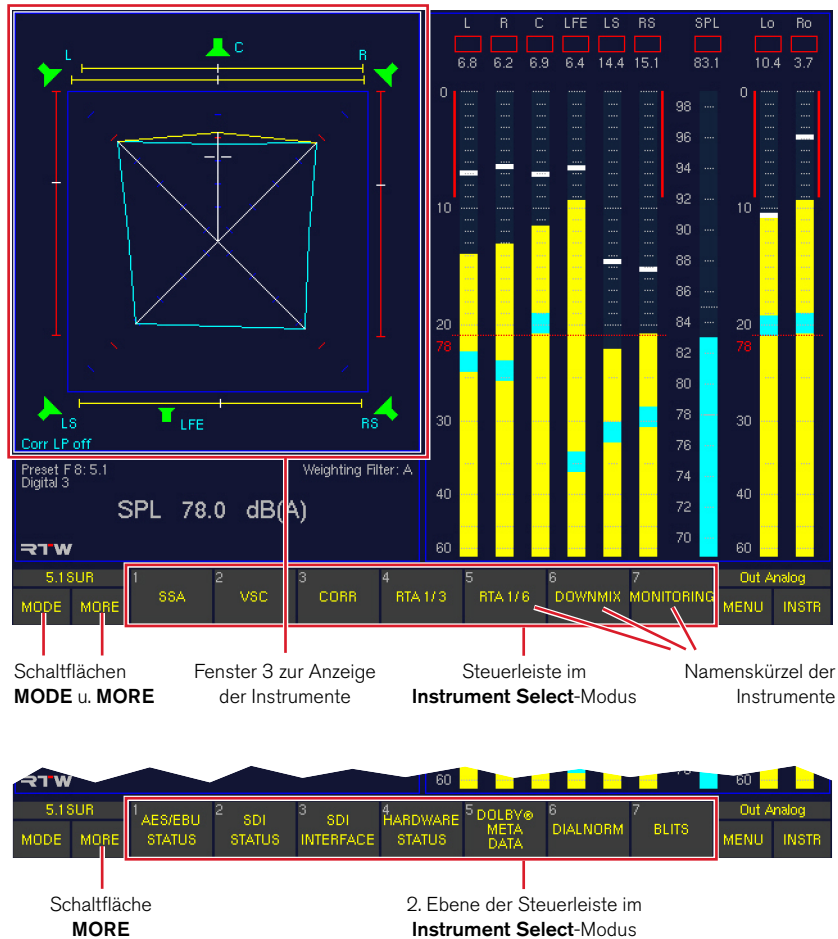 L R C LFE LS RS SPL Lo Ro
6.8 6.2 6.9 6.4 14.4 15.1 83.1 10.4 3.7
L C R
0 98 0
96
94
92
10 90 10
88
86
20 84 20
78 82 78
80
30 78 30
76
74
40 72 40
70
60 60
LS LFE RS
Corr LP off
Preset F 8: 5.1 Weighting Filter: A
Digital 3
SPL 78.0 dB(A)
RTW
5.1SUR 1 2 3 4 5 6 7 Out Analog
SSA VSC CORR RTA 1/3 RTA 1/6 DOWNMIX MONITORING
MODE MORE MENU INSTR
Schaltflächen
MODE u. MORE
Fenster 3 zur Anzeige
der Instrumente
Steuerleiste im
Instrument Select-Modus
Namenskürzel der
Instrumente
RTW 60 60
5.1SUR 1 2 3 4 5 6 7 Out Analog
AES/EBU STATUS SDI STATUS SDI INTERFACE HARDWARE STATUS DOLBY® META DATA DIALNORM BLITS
MODE MORE MENU INSTR
Schaltfläche
MORE
2. Ebene der Steuerleiste im
Instrument Select-Modus